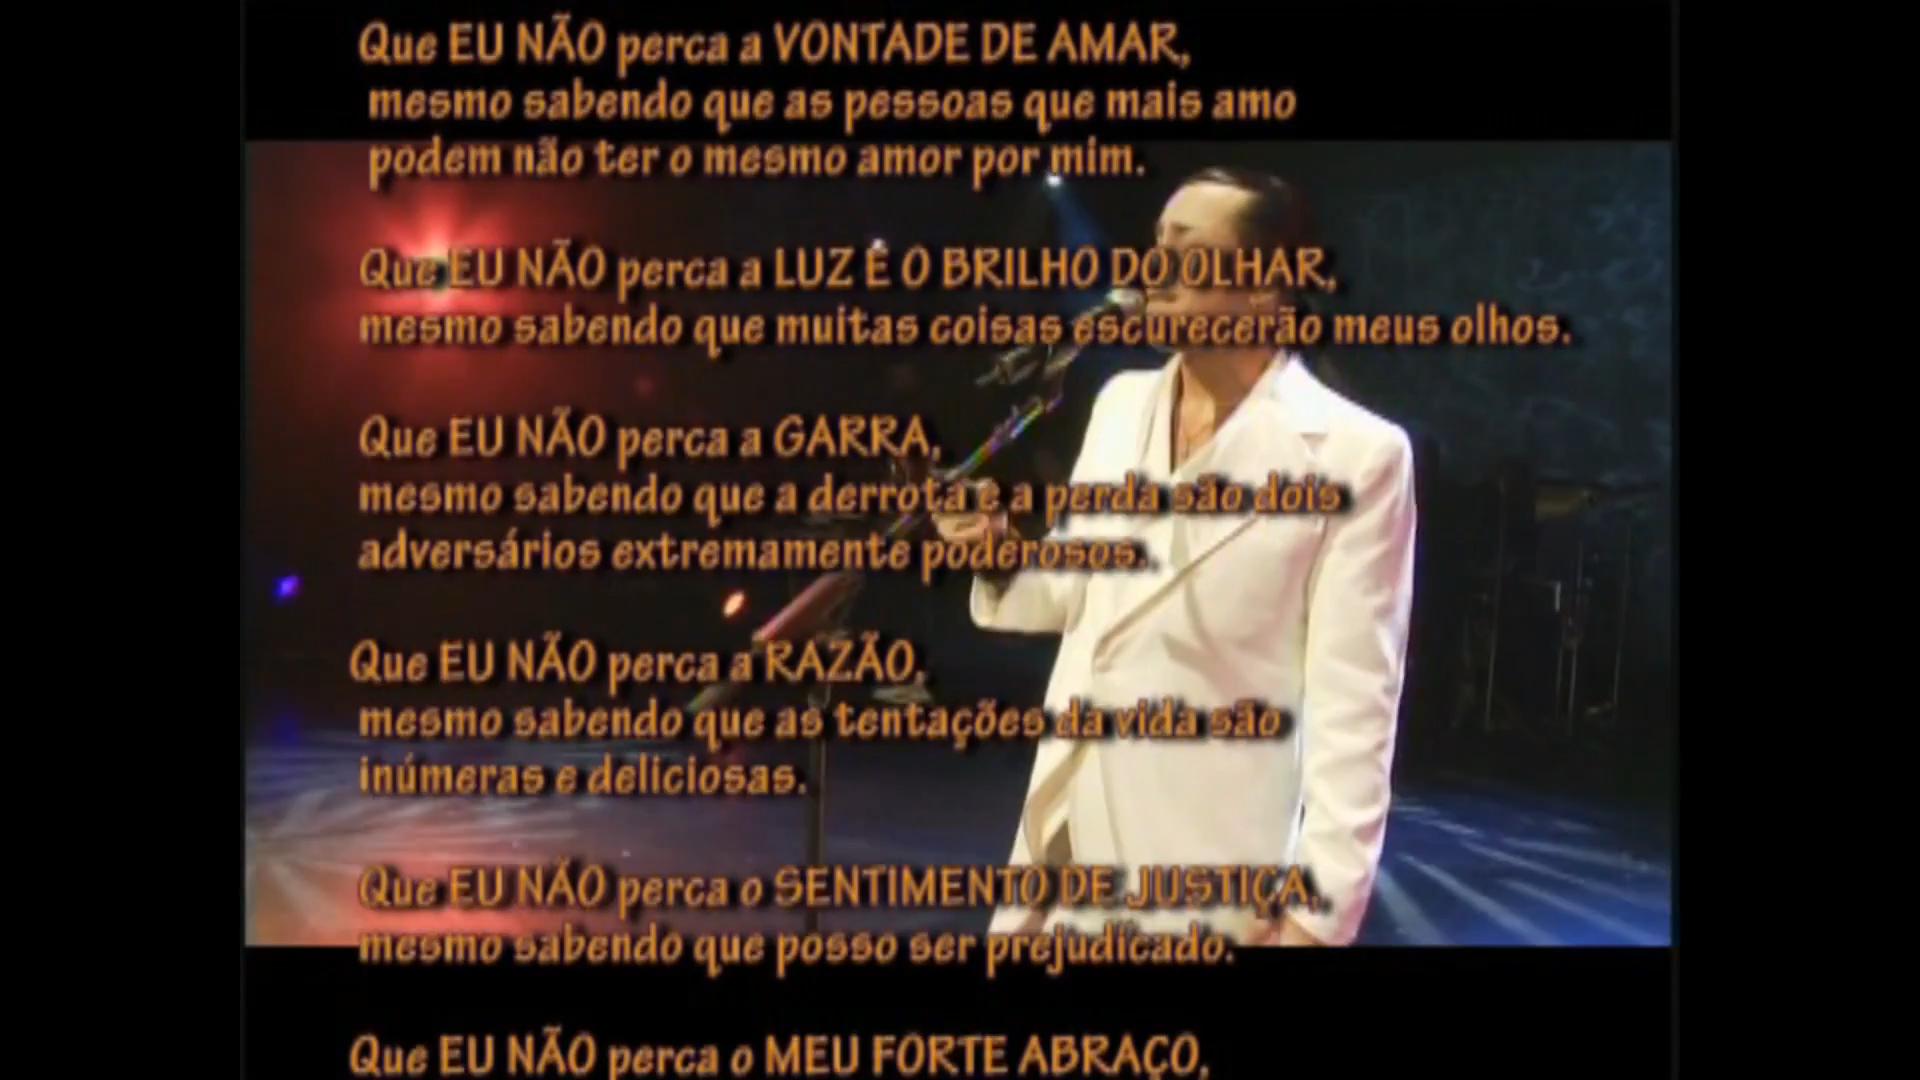 Que EU NÃO perca a VONTADE DE AMAR,
mesmo sabendo que as pessoas que mais amo
podem não ter o mesmo amor por mim.
Que EU NÃO perca a LUZ E O BRILHO DO OLHAR,
mesmo sabendo que muitas coisas escurecerão meus olhos.
Que EU NÃO perca a GARRA,
mesmo sabendo que a derrota e a perda são dois
adversários extremamente poderosos.
Que EU NÃO perca a RAZÃO,
mesmo sabendo que as tentações da vida são
inúmeras e deliciosas.
Que EU NÃO perca o SENTIMENTO DE JUSTIÇA,
mesmo sabendo que posso ser prejudicado.
Que EU NÃO perca o MEU FORTE ABRAÇO,